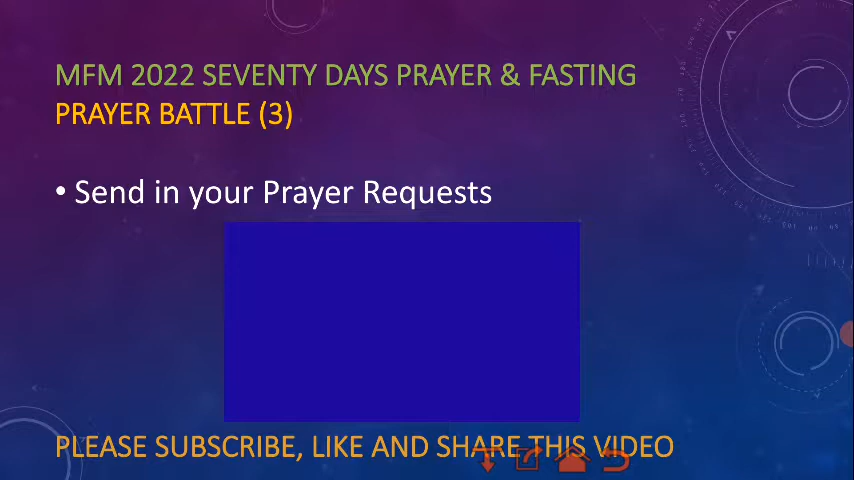 MFM 2022 SEVENTY DAYS PRAYER & FASTING
PRAYER BATTLE (3)
• Send in your Prayer Requests
PLEASE SUBSCRIBE, LIKE AND SHARE THIS VIDEO